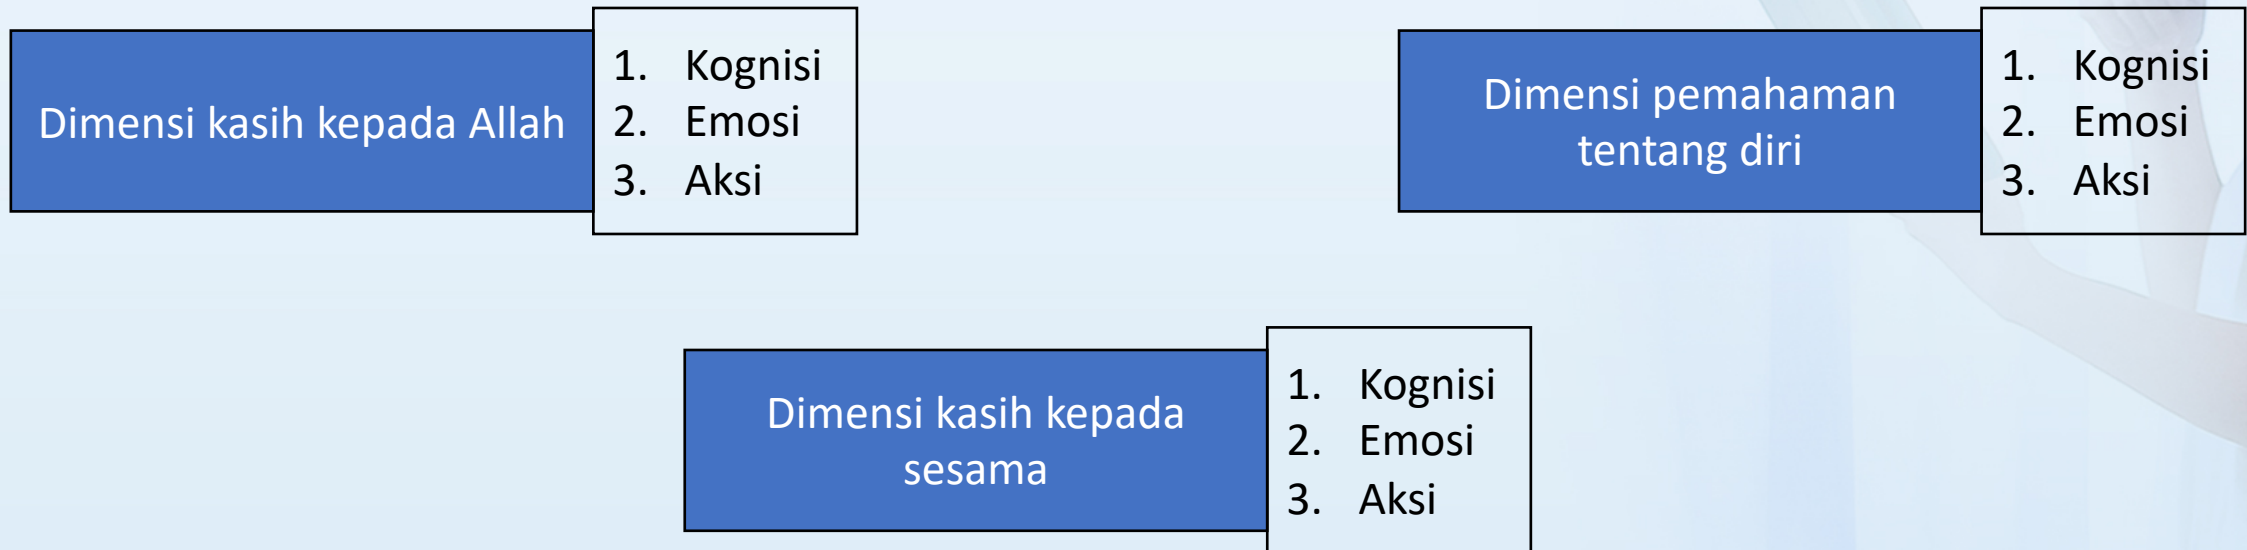 Dimensi kasih kepada Allah
1. Kognisi
2. Emosi
3. Aksi
Dimensi pemahaman
tentang diri
1. Kognisi
2. Emosi
3. Aksi
Dimensi kasih kepada
sesama
1. Kognisi
2. Emosi
3. Aksi